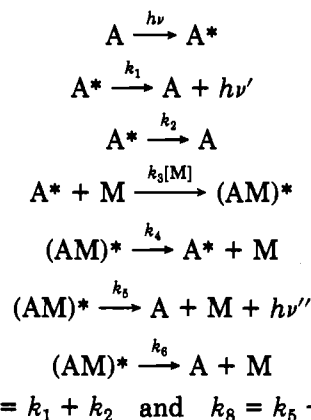 A —hν→ A*
A* —k₁→ A + hν′
A* —k₂→ A
A* + M —k₃[M]→ (AM)*
(AM)* —k₄→ A* + M
(AM)* —k₅→ A + M + hν″
(AM)* —k₆→ A + M
= k₁ + k₂ and k₈ = k₅